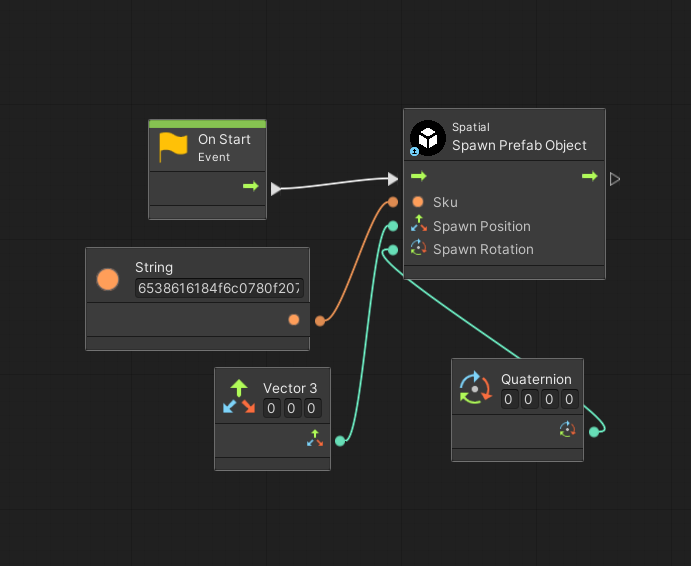 On Start
Event
Spatial
Spawn Prefab Object
Sku
Spawn Position
Spawn Rotation
String
6538616184f6c0780f207
Vector 3
0 0 0
Quaternion
0 0 0 0